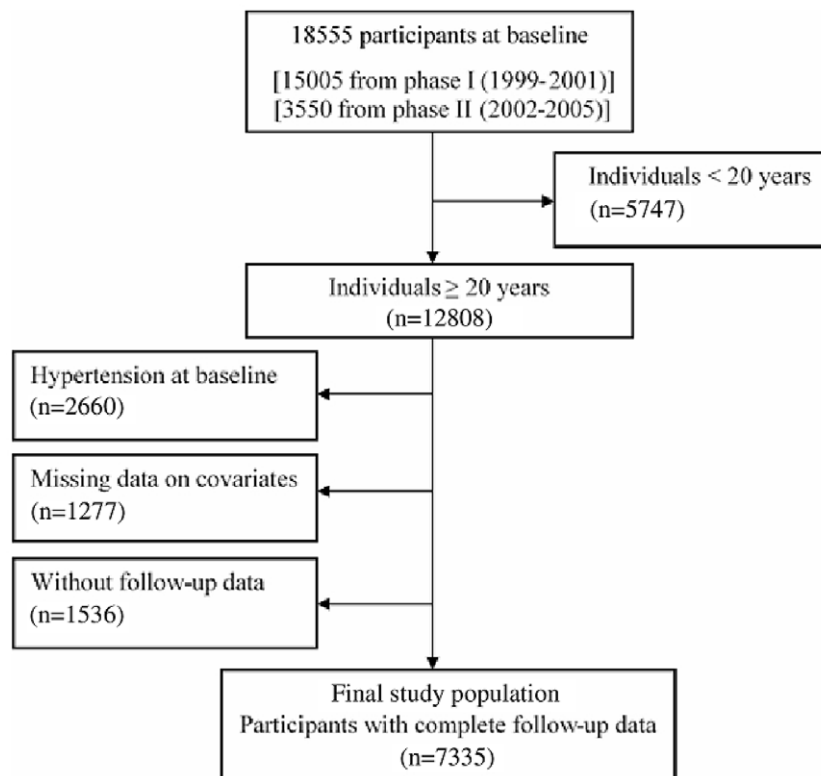 18555 participants at baseline
[15005 from phase I (1999-2001)]
[3550 from phase II (2002-2005)]
Individuals < 20 years
(n=5747)
Individuals ≥ 20 years
(n=12808)
Hypertension at baseline
(n=2660)
Missing data on covariates
(n=1277)
Without follow-up data
(n=1536)
Final study population
Participants with complete follow-up data
(n=7335)